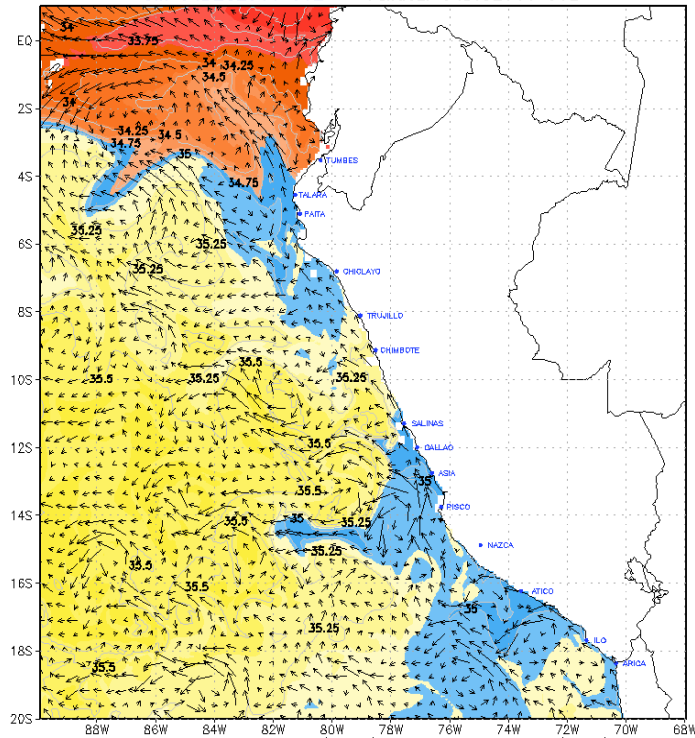 34
EQ
33.75
34
34.25
34.5
2S
34
34.25
34.5
34.75
35
TUMBES
4S
34.75
TALARA
PAITA
35.25
6S
35.25
35.25
CHICLAYO
8S
TRUJILLO
CHIMBOTE
35.5
10S
35.5
35.25
35.25
SALINAS
12S
35.5
CALLAO
ASIA
35
35.5
PISCO
14S
35.5
35
35.25
NAZCA
35.25
35.5
16S
35.5
ATICO
35
35.25
ILO
18S
35.5
ARICA
20S
88W 86W 84W 82W 80W 78W 76W 74W 72W 70W 68W